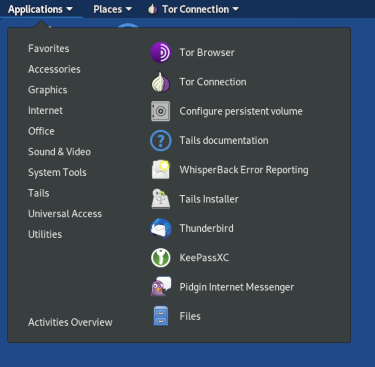 Applications Places Tor Connection
Favorites
Accessories
Graphics
Internet
Office
Sound & Video
System Tools
Tails
Universal Access
Utilities
Activities Overview
Tor Browser
Tor Connection
Configure persistent volume
Tails documentation
WhisperBack Error Reporting
Tails Installer
Thunderbird
KeePassXC
Pidgin Internet Messenger
Files